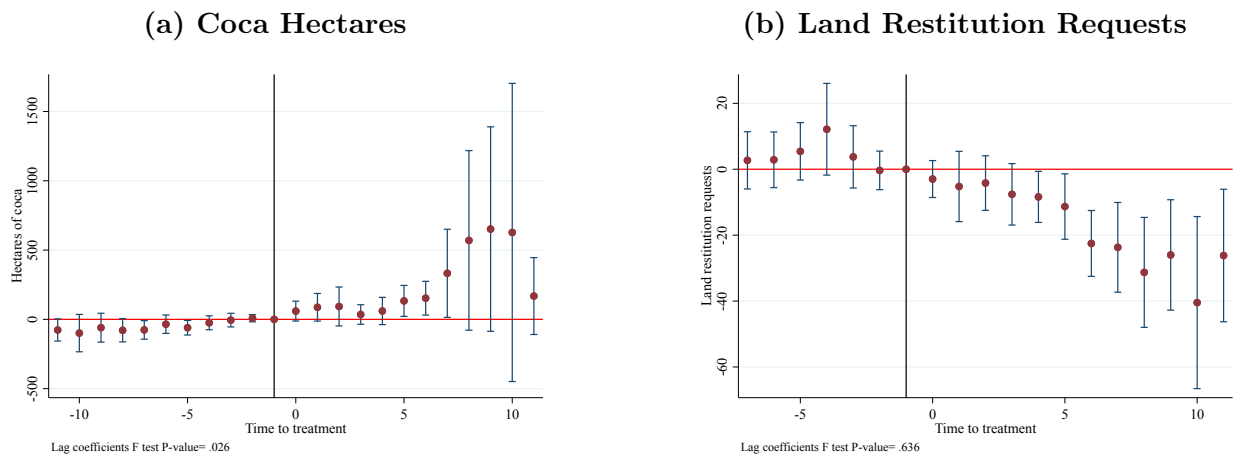 (a) Coca Hectares
Hectares of coca
1500
1000
500
0
-500
-10
-5
0
5
10
Time to treatment
Lag coefficients F test P-value= .026
(b) Land Restitution Requests
Land restitution requests
20
0
-20
-40
-60
-5
0
5
10
Time to treatment
Lag coefficients F test P-value= .636